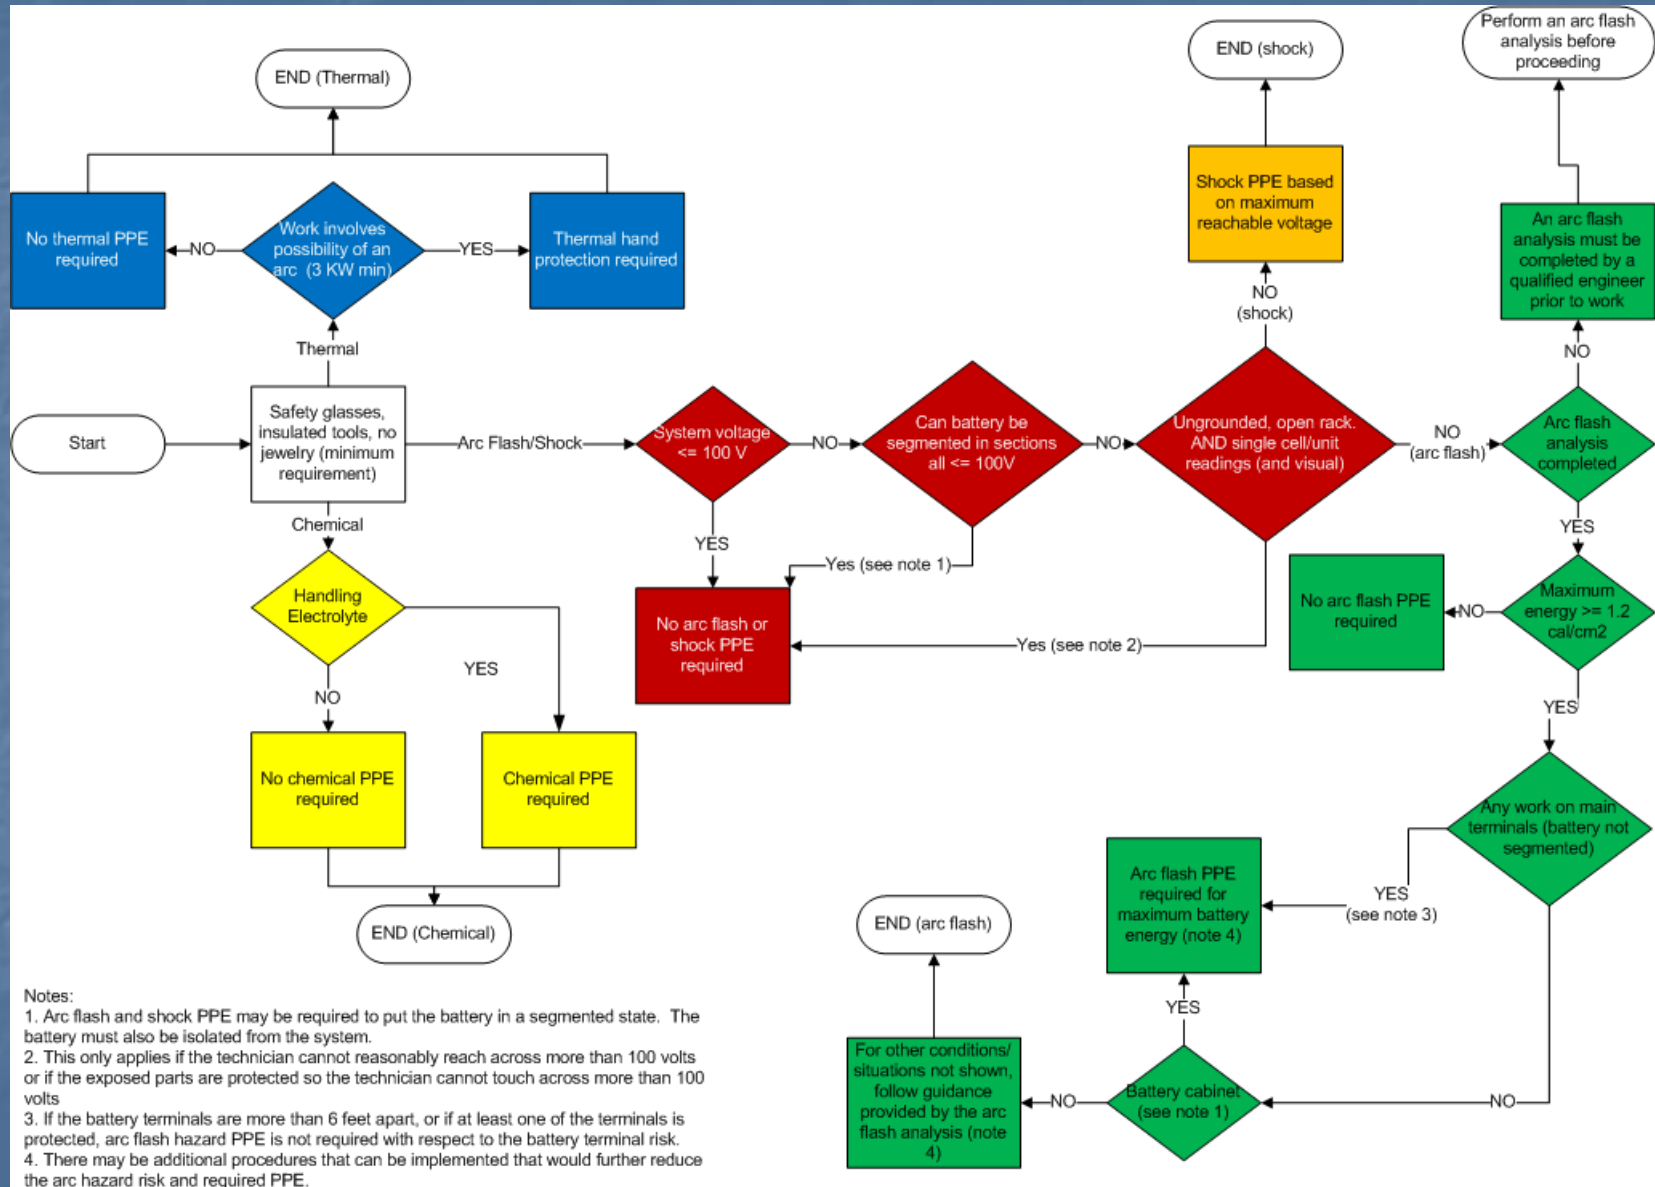 Perform an arc flash
analysis before
proceeding
END (shock)
END (Thermal)
Shock PPE based
on maximum
reachable voltage
No thermal PPE
required
NO
Work involves
possibility of an
arc (3 KW min)
YES
Thermal hand
protection required
An arc flash
analysis must be
completed by a
qualified engineer
prior to work
NO
(shock)
Thermal
NO
Start
Safety glasses,
insulated tools, no
jewelry (minimum
requirement)
Arc Flash/Shock
System voltage
<= 100 V
NO
Can battery be
segmented in sections
all <= 100V
NO
Ungrounded, open rack.
AND single cell/unit
readings (and visual)
NO
(arc flash)
Arc flash
analysis
completed
Chemical
YES
YES
Yes (see note 1)
Handling
Electrolyte
No arc flash or
shock PPE
required
Yes (see note 2)
No arc flash PPE
required
NO
Maximum
energy >= 1.2
cal/cm2
YES
NO
YES
No chemical PPE
required
Chemical PPE
required
Any work on main
terminals (battery not
segmented)
Arc flash PPE
required for
maximum battery
energy (note 4)
YES
(see note 3)
END (arc flash)
END (Chemical)
YES
For other conditions/
situations not shown,
follow guidance
provided by the arc
flash analysis (note
4)
NO
Battery cabinet
(see note 1)
NO
Notes:
1. Arc flash and shock PPE may be required to put the battery in a segmented state. The
battery must also be isolated from the system.
2. This only applies if the technician cannot reasonably reach across more than 100 volts
or if the exposed parts are protected so the technician cannot touch across more than 100
volts
3. If the battery terminals are more than 6 feet apart, or if at least one of the terminals is
protected, arc flash hazard PPE is not required with respect to the battery terminal risk.
4. There may be additional procedures that can be implemented that would further reduce
the arc hazard risk and required PPE.